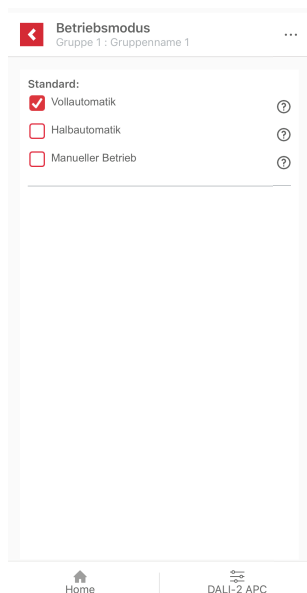 Betriebsmodus
Gruppe 1 : Gruppenname 1
Standard:
Vollautomatik
Halbautomatik
Manueller Betrieb
Home
DALI-2 APC